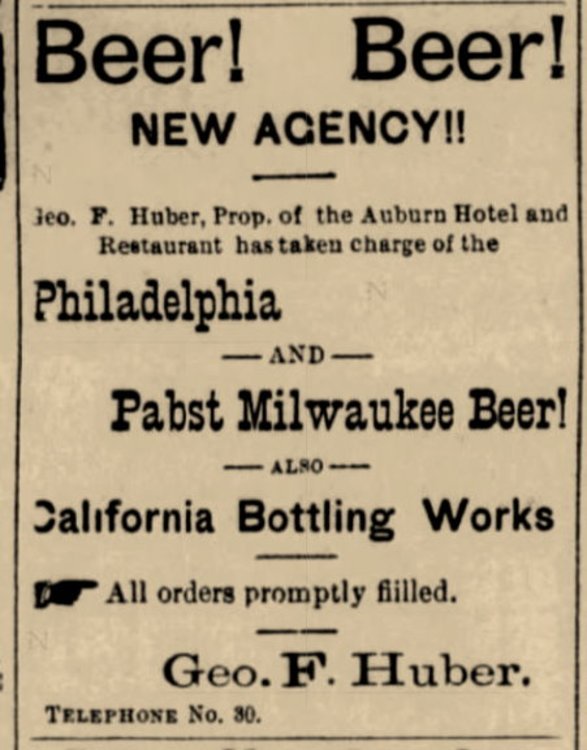 Beer! Beer!
NEW AGENCY!!
Geo. F. Huber, Prop. of the Auburn Hotel and
Restaurant has taken charge of the
Philadelphia
— AND —
Pabst Milwaukee Beer!
— ALSO —
California Bottling Works
☛ All orders promptly fiilled.
Geo. F. Huber.
TELEPHONE NO. 30.